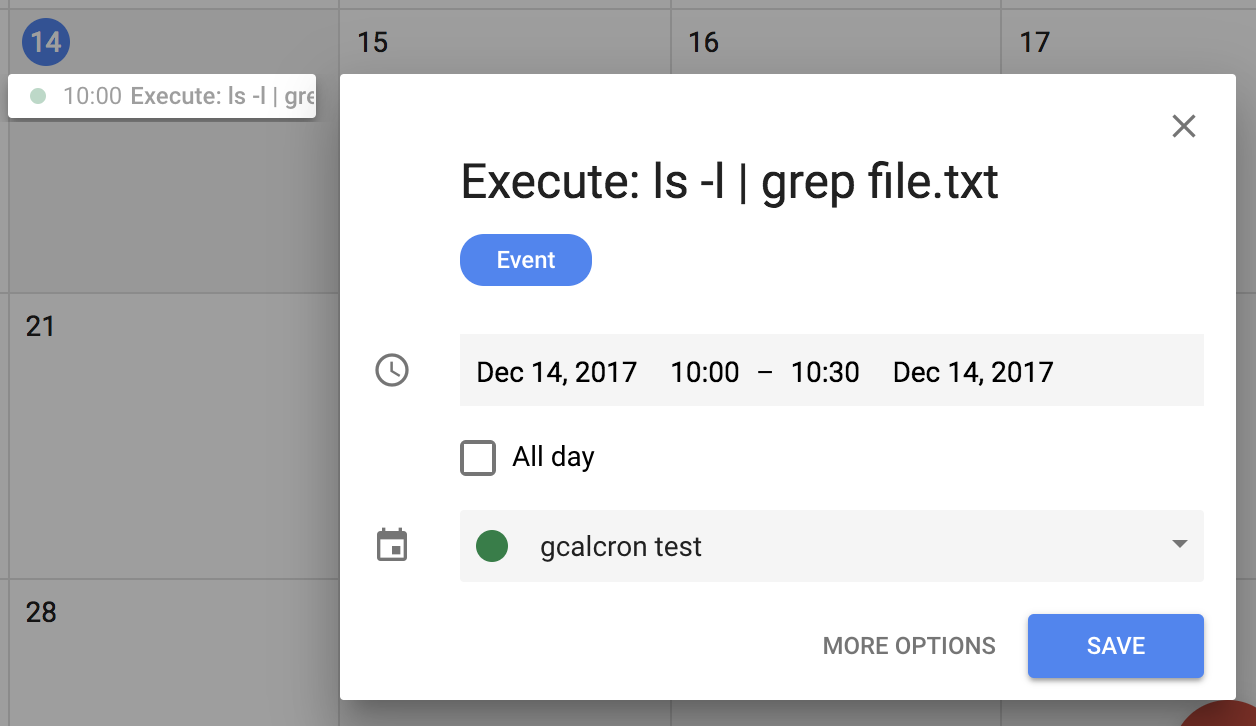 14 15 16 17
10:00 Execute: ls -l | gre
Execute: ls -l | grep file.txt
Event
21
Dec 14, 2017 10:00 – 10:30 Dec 14, 2017
All day
gcalcron test
28
MORE OPTIONS SAVE